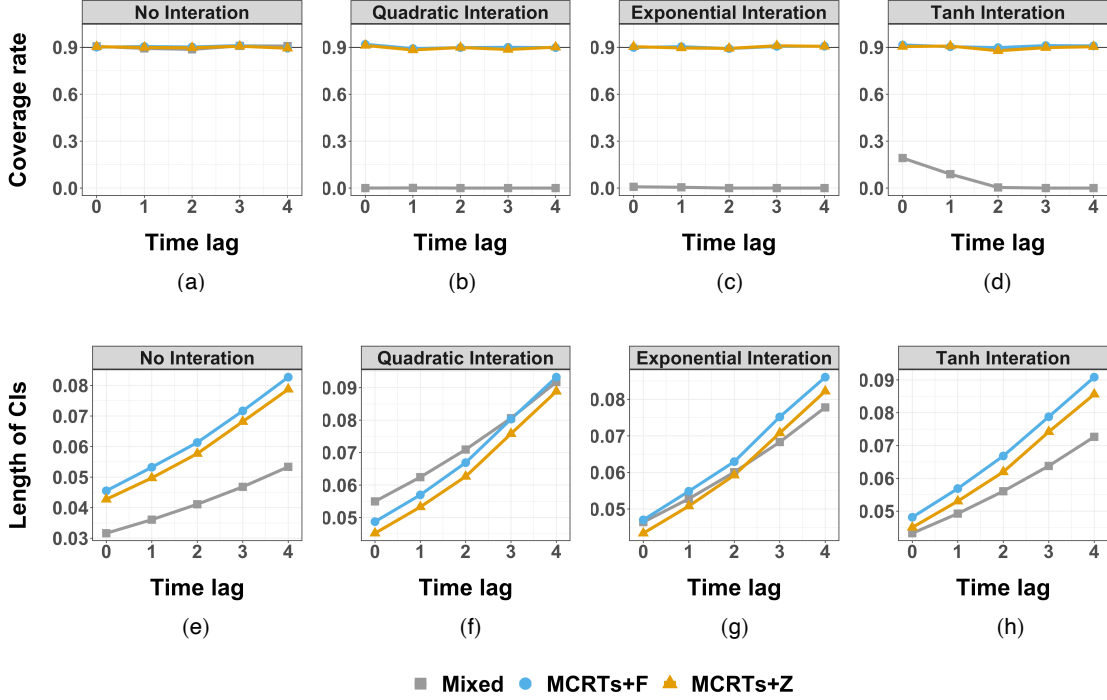 No Interation
Quadratic Interation
Exponential Interation
Tanh Interation
Coverage rate
0.9 0.6 0.3 0.0
0.9 0.6 0.3 0.0
0.9 0.6 0.3 0.0
0.9 0.6 0.3 0.0
0 1 2 3 4
0 1 2 3 4
0 1 2 3 4
0 1 2 3 4
Time lag
Time lag
Time lag
Time lag
(a)
(b)
(c)
(d)
No Interation
Quadratic Interation
Exponential Interation
Tanh Interation
Length of CIs
0.08 0.07 0.06 0.05 0.04 0.03
0.09 0.08 0.07 0.06 0.05
0.08 0.07 0.06 0.05
0.09 0.08 0.07 0.06 0.05
0 1 2 3 4
0 1 2 3 4
0 1 2 3 4
0 1 2 3 4
Time lag
Time lag
Time lag
Time lag
(e)
(f)
(g)
(h)
Mixed MCRTs+F MCRTs+Z